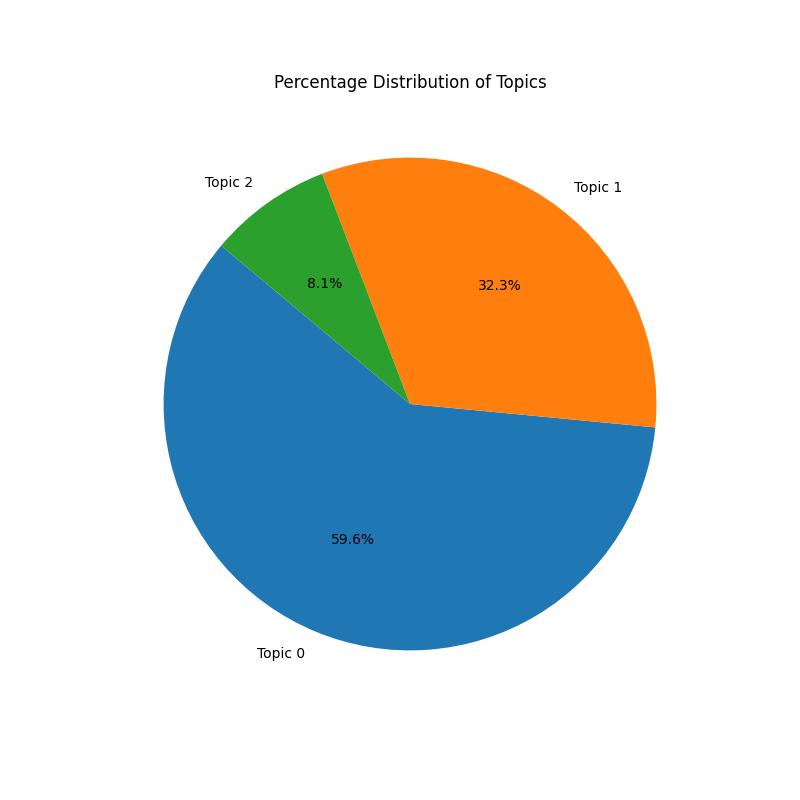 Percentage Distribution of Topics
Topic 2
Topic 1
8.1%
32.3%
59.6%
Topic 0